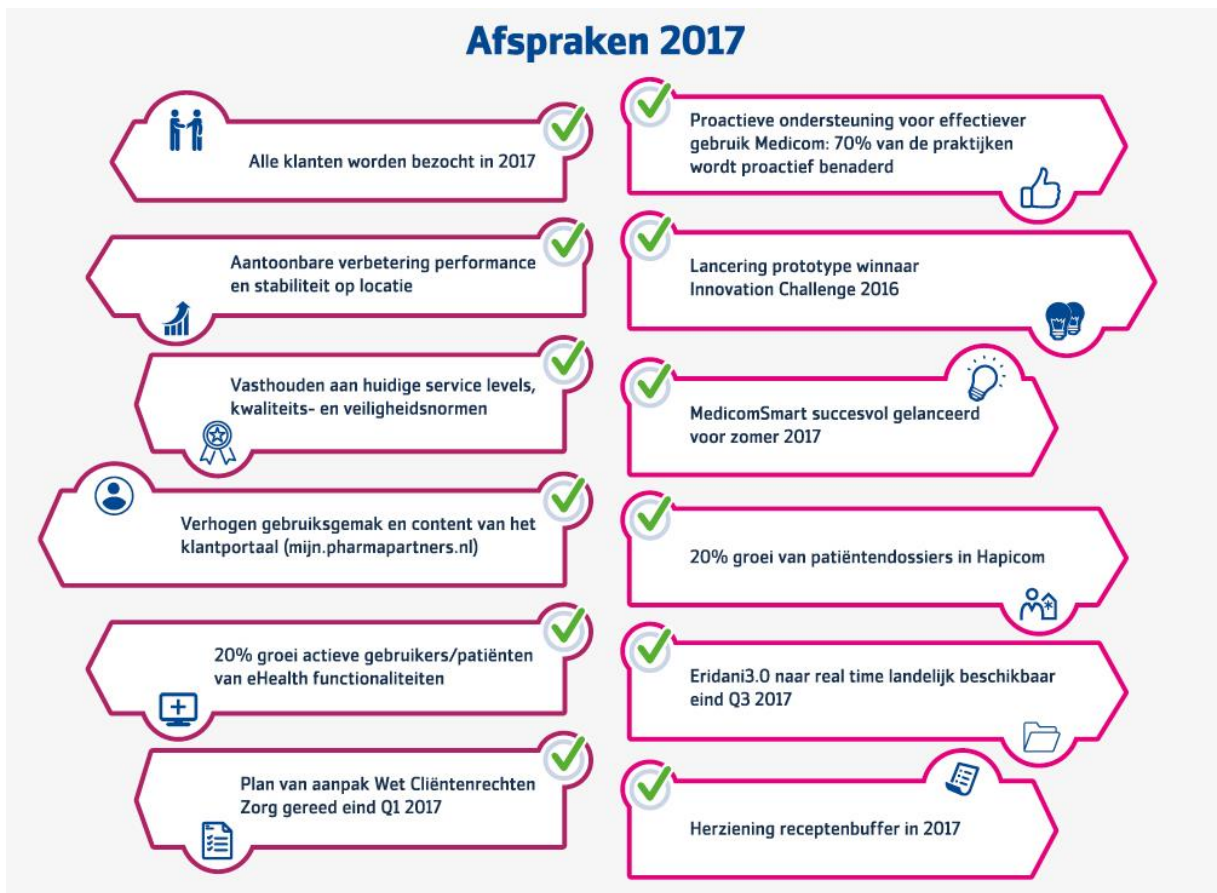 Afspraken 2017
Alle klanten worden bezocht in 2017
Aantoonbare verbetering performance
en stabiliteit op locatie
Vasthouden aan huidige service levels,
kwaliteits- en veiligheidsnormen
Verhogen gebruiksgemak en content van het
klantportaal (mijn.pharmapartners.nl)
20% groei actieve gebruikers/patiënten
van eHealth functionaliteiten
Plan van aanpak Wet Cliëntenrechten
Zorg gereed eind Q1 2017
Proactieve ondersteuning voor effectiever
gebruik Medicom: 70% van de praktijken
wordt proactief benaderd
Lancering prototype winnaar
Innovation Challenge 2016
MedicomSmart succesvol gelanceerd
voor zomer 2017
20% groei van patiëntendossiers in Hapicom
Eridani3.0 naar real time landelijk beschikbaar
eind Q3 2017
Herziening receptenbuffer in 2017